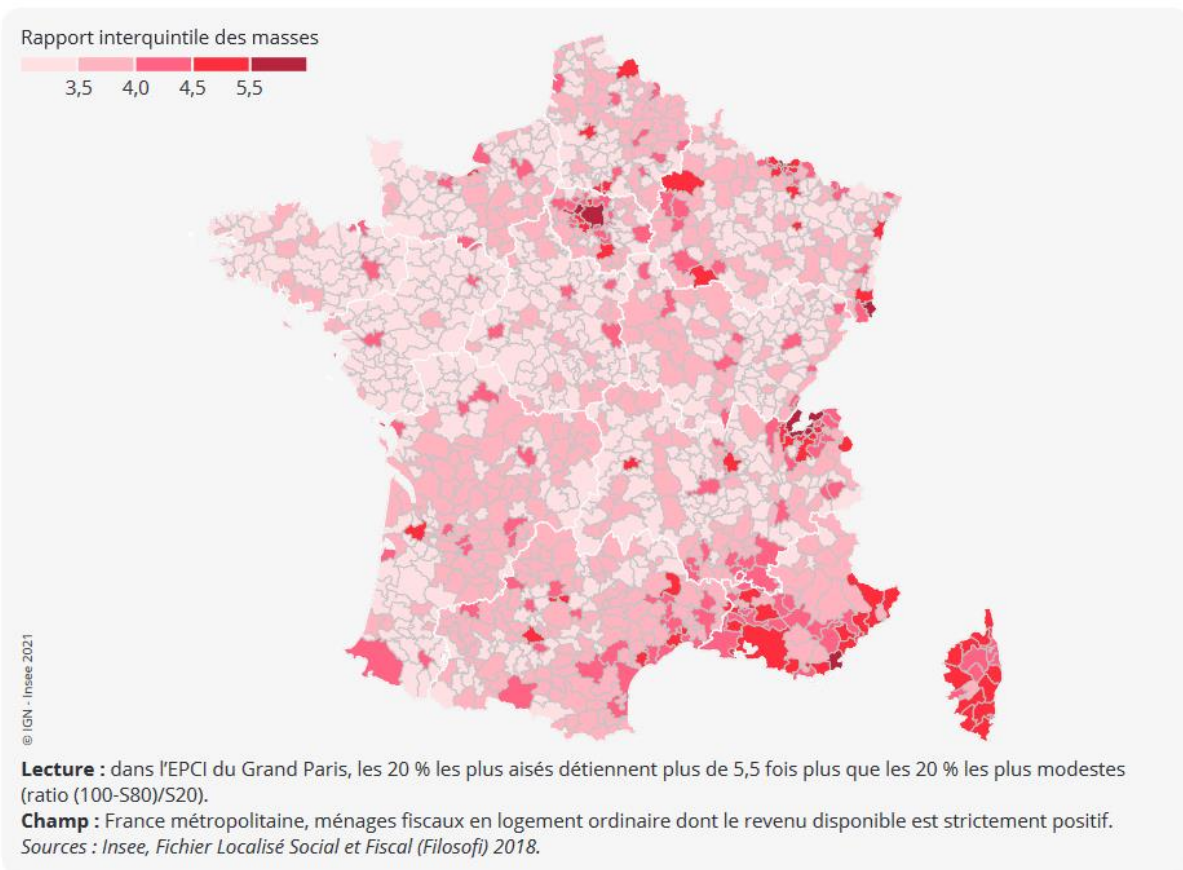 Rapport interquintile des masses
3,5 4,0 4,5 5,5
© IGN - Insee 2021
Lecture : dans l'EPCI du Grand Paris, les 20 % les plus aisés détiennent plus de 5,5 fois plus que les 20 % les plus modestes
(ratio (100-S80)/S20).
Champ : France métropolitaine, ménages fiscaux en logement ordinaire dont le revenu disponible est strictement positif.
Sources : Insee, Fichier Localisé Social et Fiscal (Filosofi) 2018.